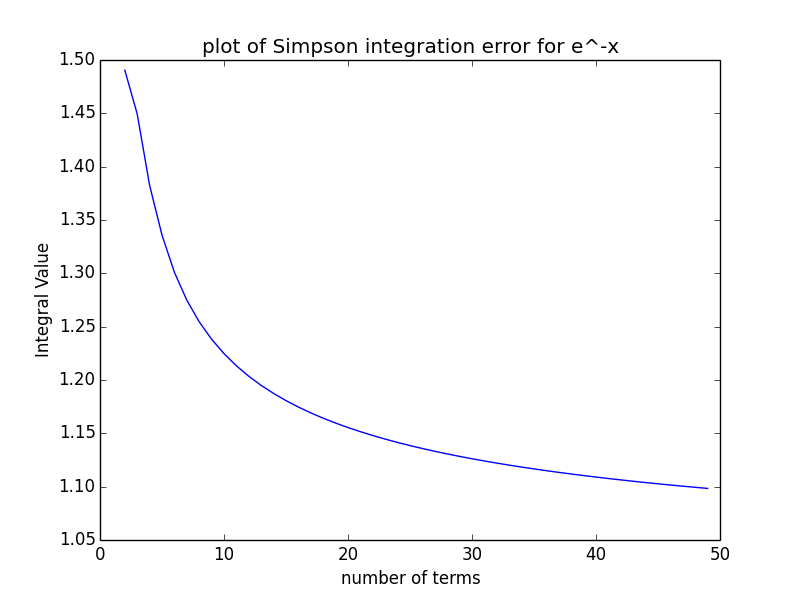 plot of Simpson integration error for e^-x
1.50
1.45
1.40
1.35
1.30
1.25
1.20
1.15
1.10
1.05
Integral Value
0 10 20 30 40 50
number of terms